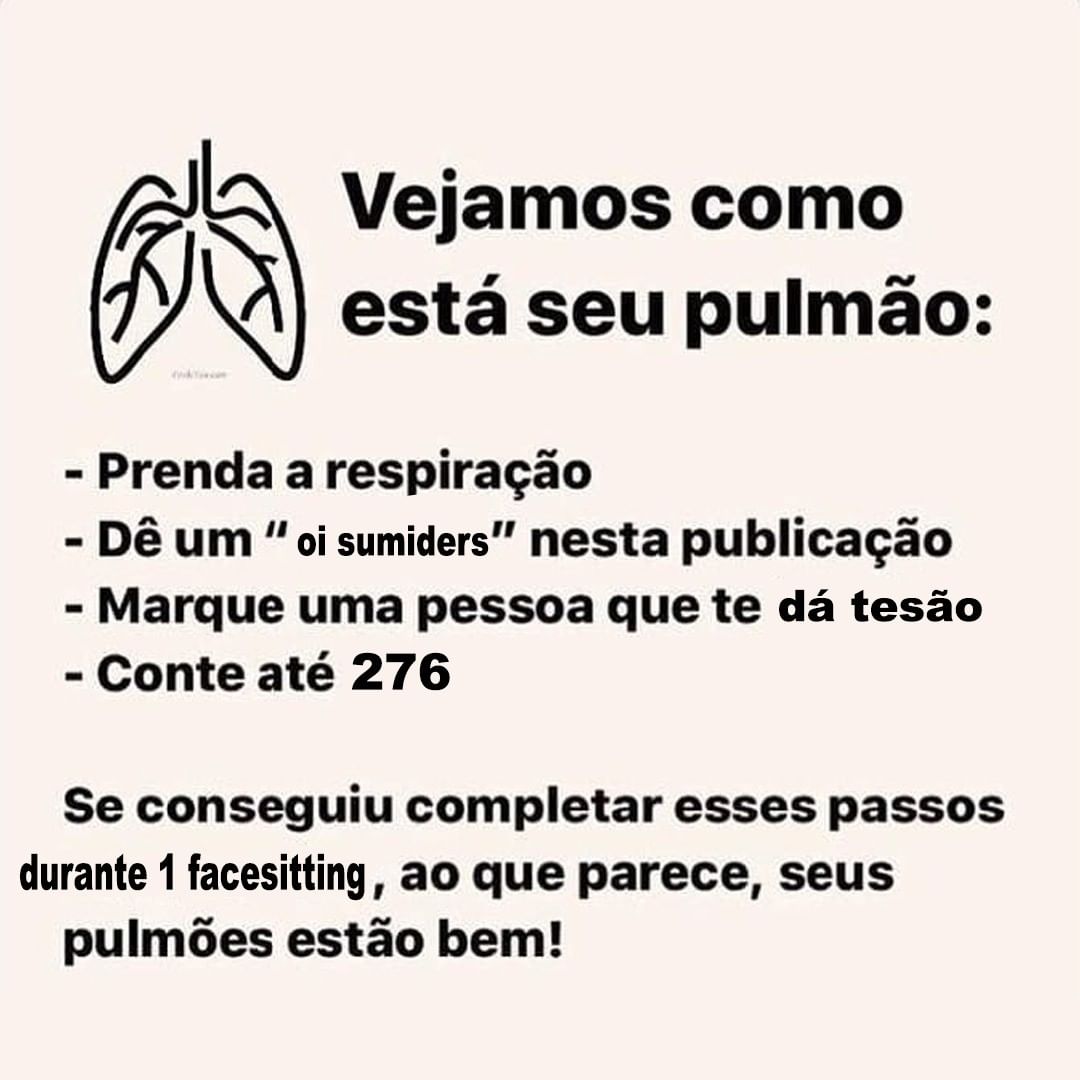 Vejamos como
está seu pulmão:
- Prenda a respiração
- Dê um “ oi sumiders” nesta publicação
- Marque uma pessoa que te dá tesão
- Conte até 276
Se conseguiu completar esses passos
durante 1 facesitting, ao que parece, seus
pulmões estão bem!